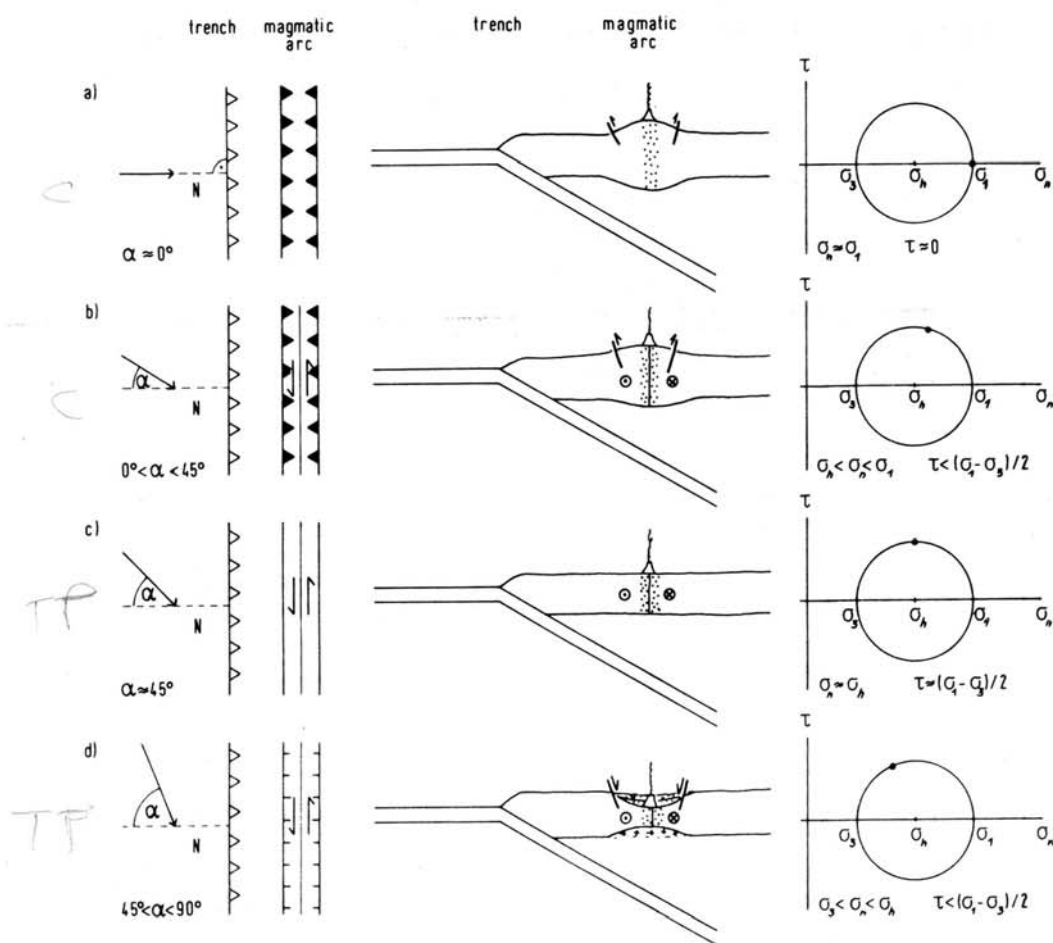 trench magmatic arc trench magmatic arc
a)
N
α ≈ 0°
τ
σ₃ σₕ σ₁ σₙ
σₙ ≈ σ₁ τ ≈ 0
C
b)
α
N
0° < α < 45°
τ
σ₃ σₕ σ₁ σₙ
σₕ < σₙ < σ₁ τ < (σ₁ - σ₃)/2
C
c)
α
N
α ≈ 45°
τ
σ₃ σₕ σ₁ σₙ
σₙ ≈ σₕ τ ≈ (σ₁ - σ₃)/2
TP
d)
α
N
45° < α < 90°
τ
σ₃ σₕ σ₁ σₙ
σ₃ < σₙ < σₕ τ < (σ₁ - σ₃)/2
TP